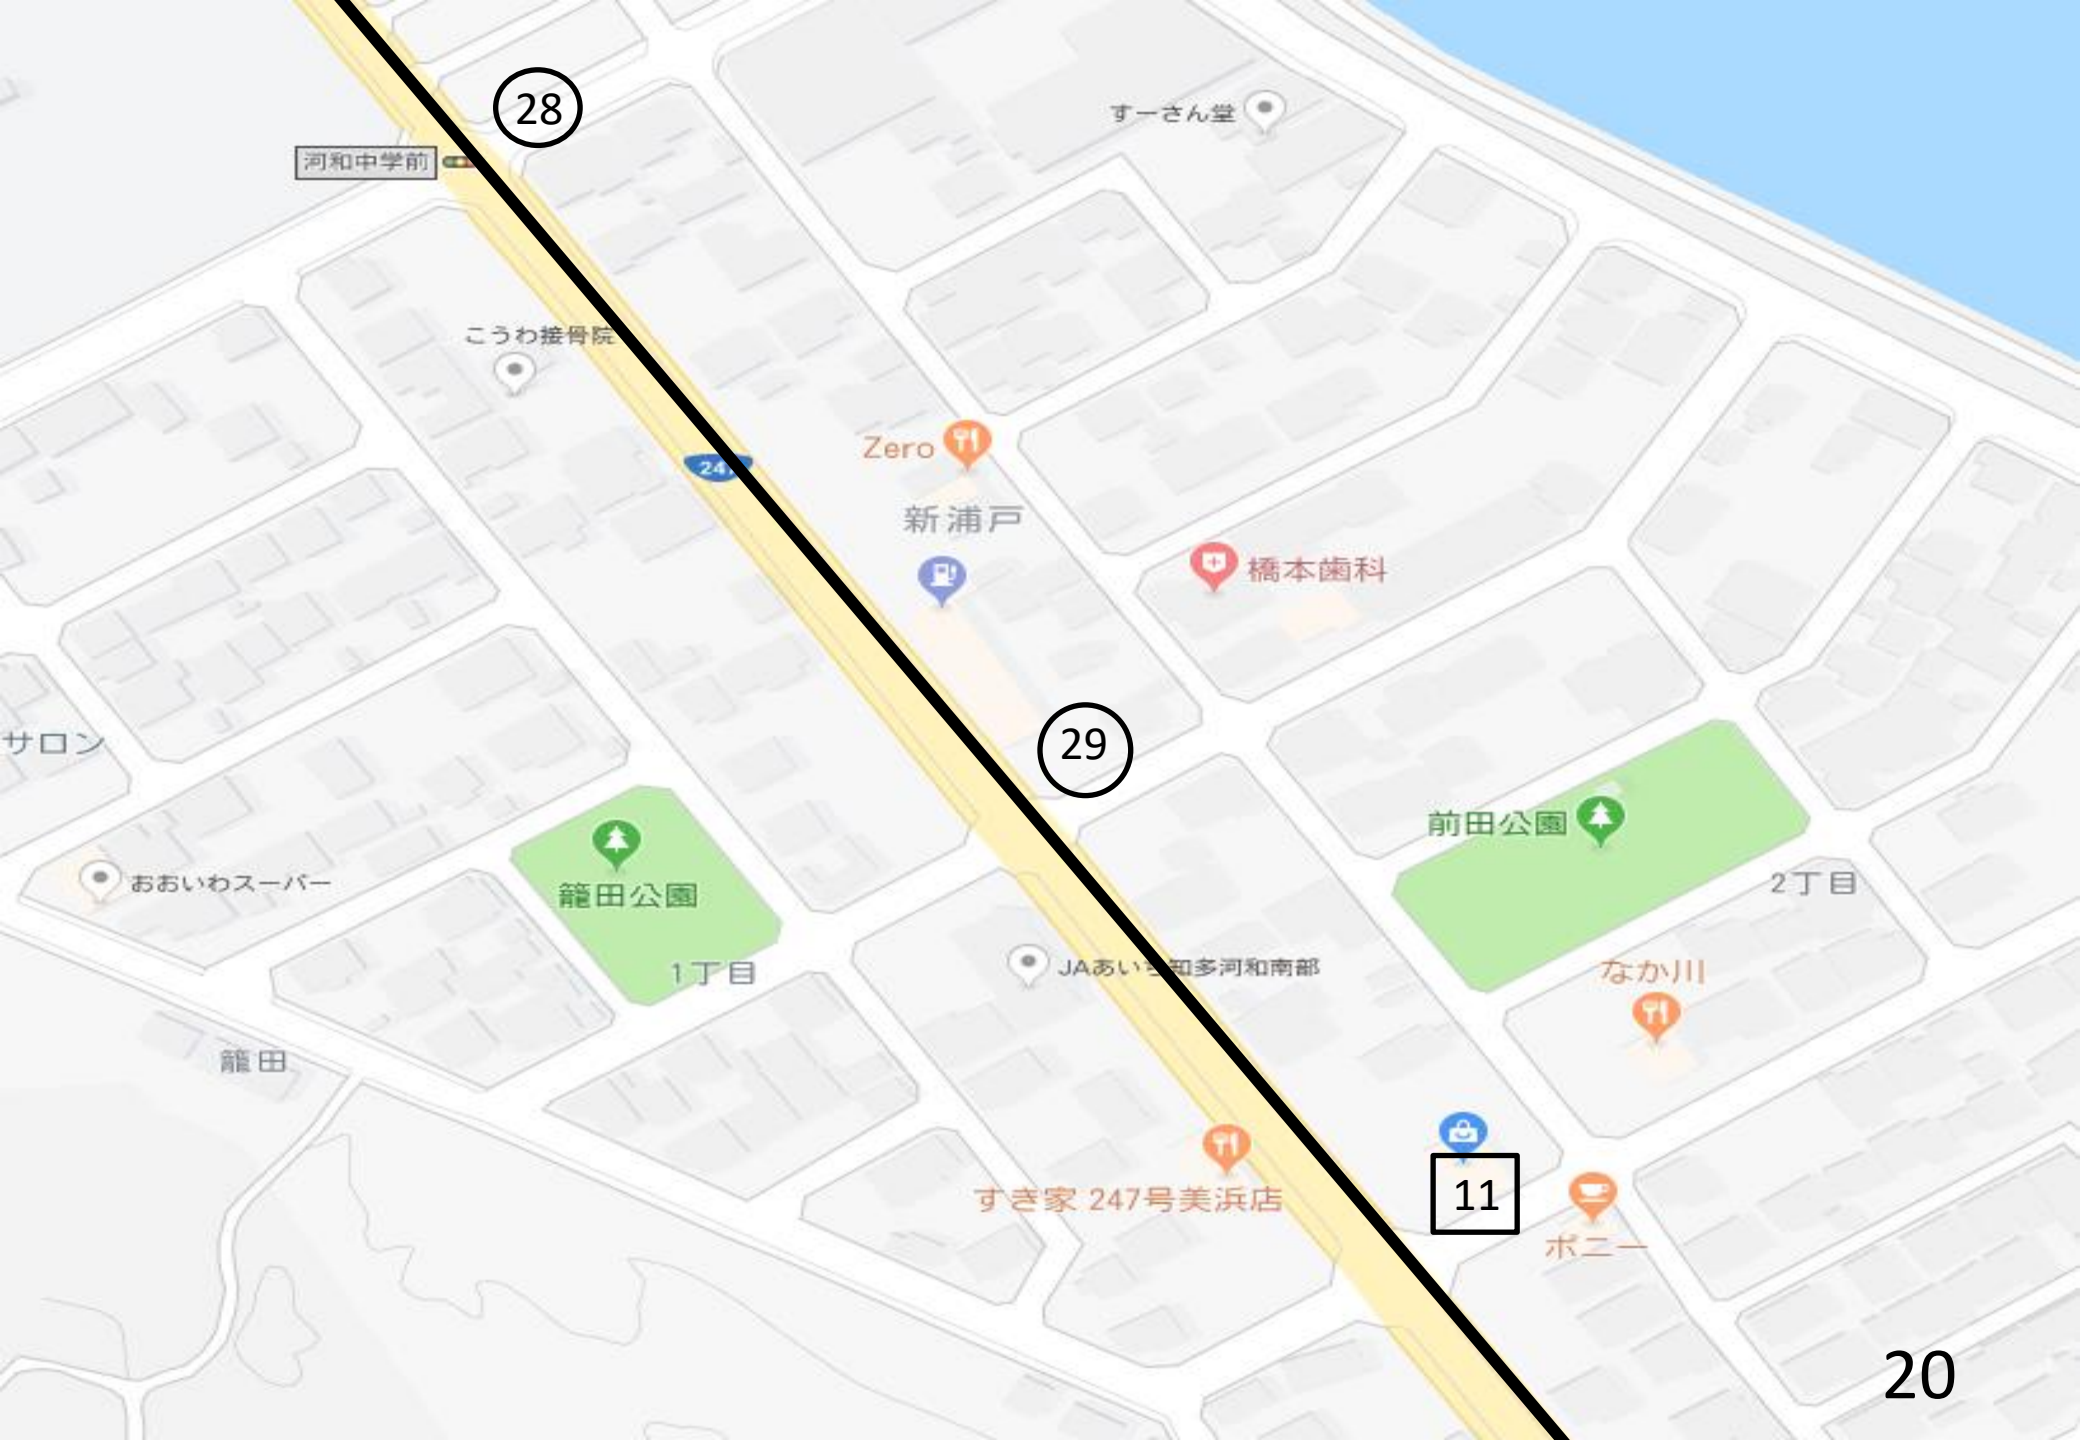 28
すーさん堂
河和中学前
こうわ接骨院
Zero
新浦戸
橋本歯科
サロン
29
前田公園
おおいわスーパー
籠田公園
2丁目
1丁目
JAあいち知多河和南部
なか川
籠田
11
すき家 247号美浜店
ポニー
20